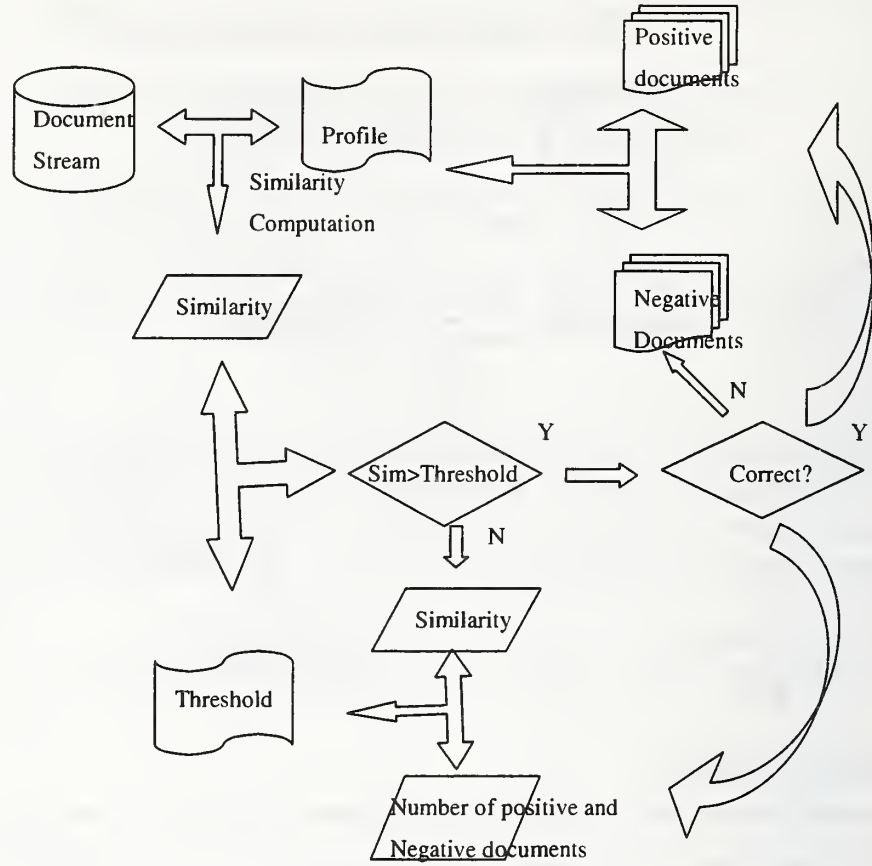 Positive
documents
Document
Stream
Profile
Similarity
Computation
Similarity
Negative
Documents
N
Y
Y
Sim>Threshold
Correct?
N
Similarity
Threshold
Number of positive and
Negative documents